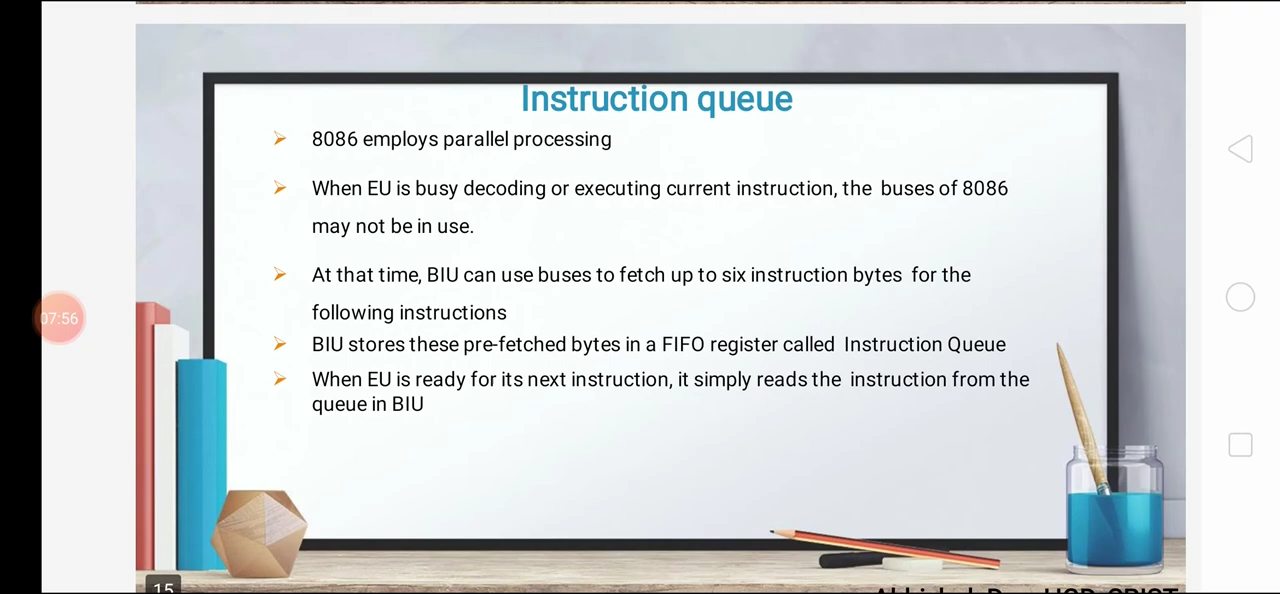 Instruction queue
8086 employs parallel processing
When EU is busy decoding or executing current instruction, the buses of 8086
may not be in use.
At that time, BIU can use buses to fetch up to six instruction bytes for the
following instructions
BIU stores these pre-fetched bytes in a FIFO register called Instruction Queue
When EU is ready for its next instruction, it simply reads the instruction from the
queue in BIU
07:56
15